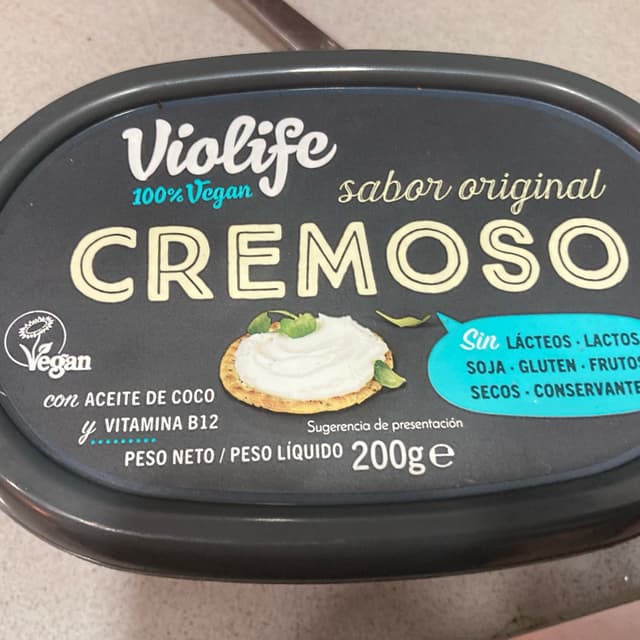 Violife
100% Vegan
sabor original
CREMOSO
Vegan
con ACEITE DE COCO
y VITAMINA B12
Sin LÁCTEOS · LACTOS
SOJA · GLUTEN · FRUTOS
SECOS · CONSERVANTE
Sugerencia de presentación
PESO NETO / PESO LÍQUIDO 200g e